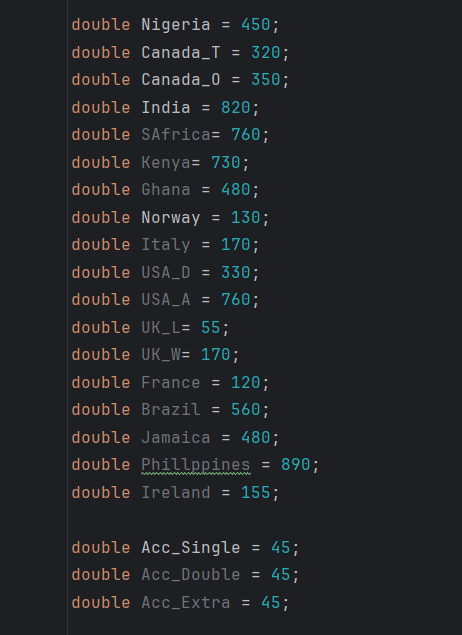 double Nigeria = 450;
double Canada_T = 320;
double Canada_O = 350;
double India = 820;
double SAfrica= 760;
double Kenya= 730;
double Ghana = 480;
double Norway = 130;
double Italy = 170;
double USA_D = 330;
double USA_A = 760;
double UK_L= 55;
double UK_W= 170;
double France = 120;
double Brazil = 560;
double Jamaica = 480;
double Phillppines = 890;
double Ireland = 155;
double Acc_Single = 45;
double Acc_Double = 45;
double Acc_Extra = 45;